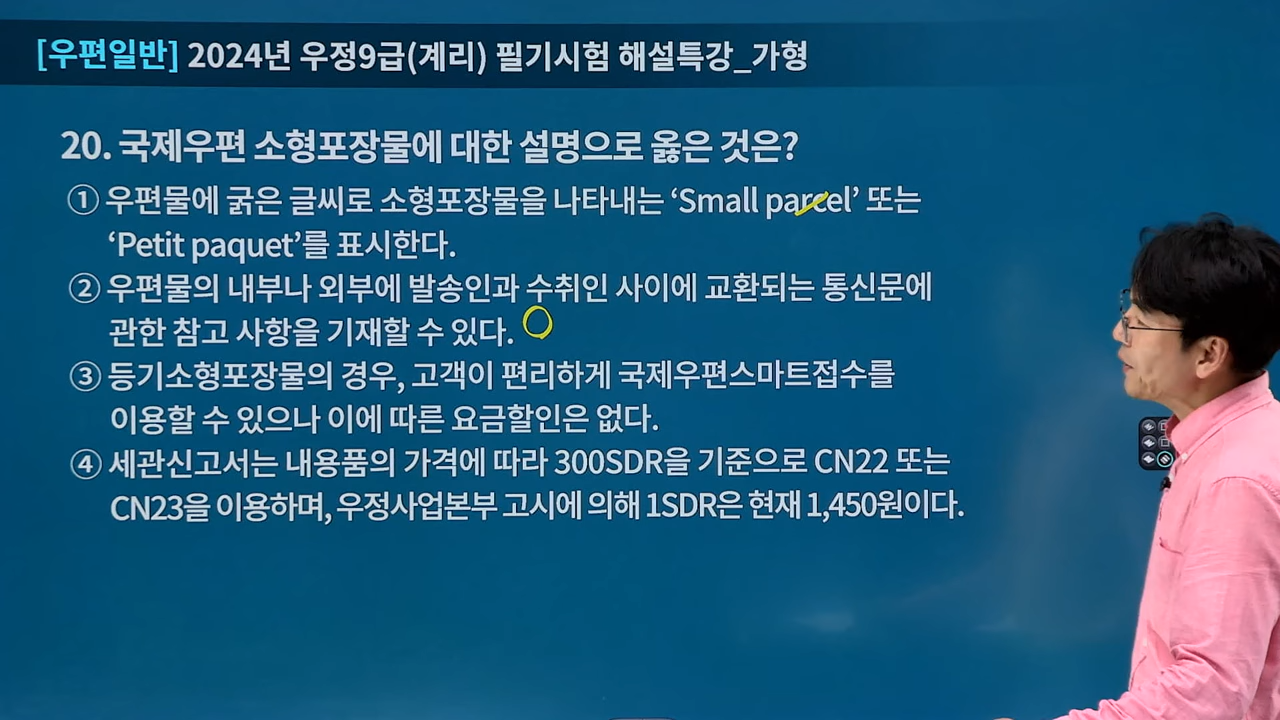 [우편일반] 2024년 우정9급(계리) 필기시험 해설특강_가형
20. 국제우편 소형포장물에 대한 설명으로 옳은 것은?
① 우편물에 굵은 글씨로 소형포장물을 나타내는 ‘Small parcel’ 또는
‘Petit paquet’를 표시한다.
② 우편물의 내부나 외부에 발송인과 수취인 사이에 교환되는 통신문에
관한 참고 사항을 기재할 수 있다.
③ 등기소형포장물의 경우, 고객이 편리하게 국제우편스마트접수를
이용할 수 있으나 이에 따른 요금할인은 없다.
④ 세관신고서는 내용품의 가격에 따라 300SDR을 기준으로 CN22 또는
CN23을 이용하며, 우정사업본부 고시에 의해 1SDR은 현재 1,450원이다.